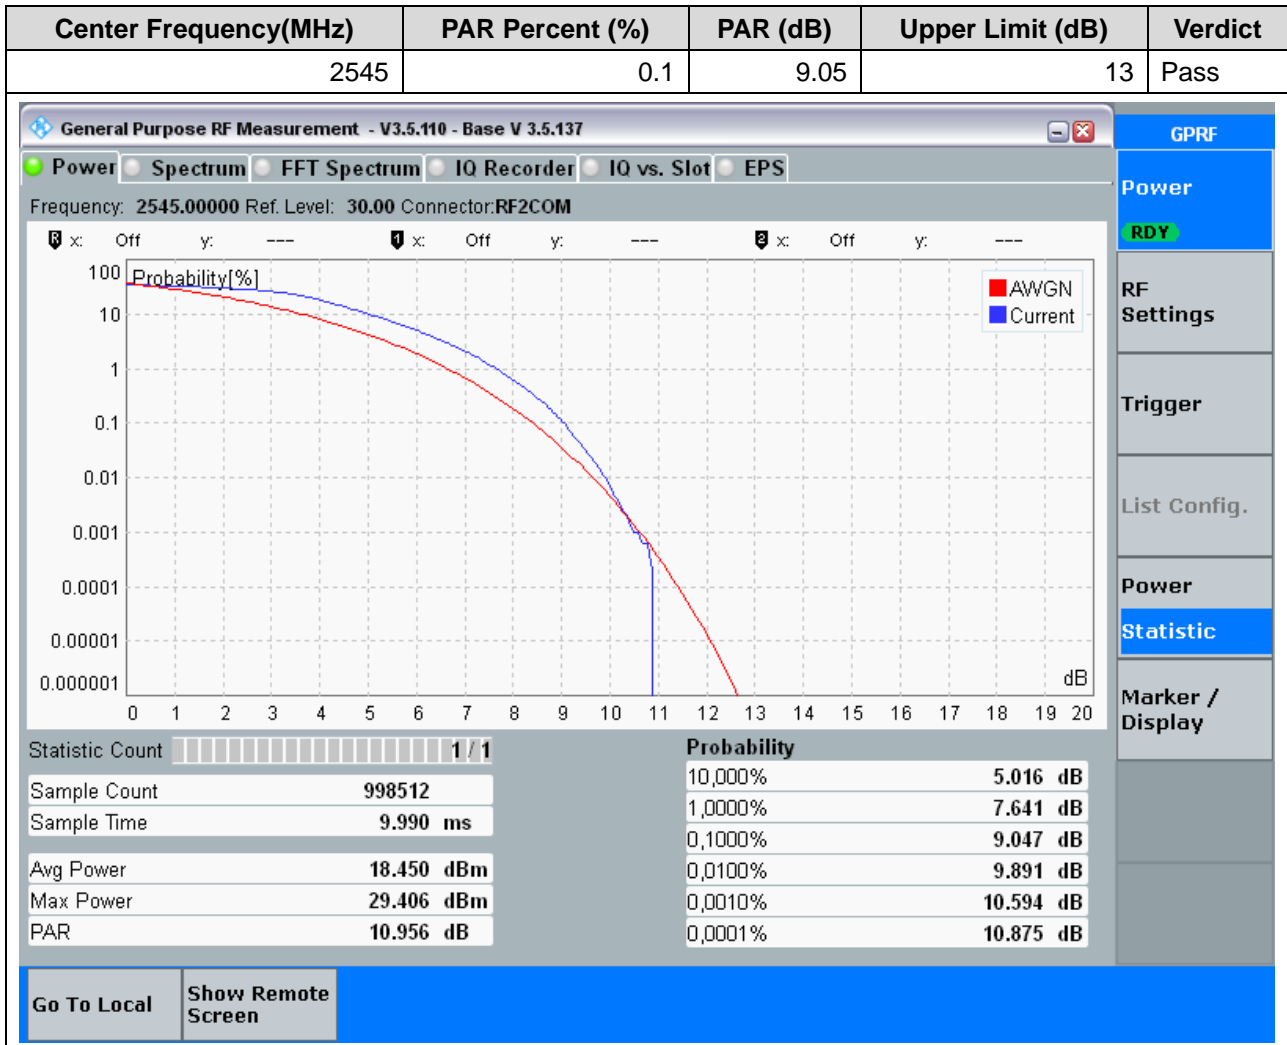 Center Frequency(MHz) PAR Percent (%) PAR (dB) Upper Limit (dB) Verdict
2545 0.1 9.05 13 Pass
General Purpose RF Measurement - V3.5.110 - Base V 3.5.137
GPRF
Power Spectrum FFT Spectrum IQ Recorder IQ vs. Slot EPS
Power
RDY
Frequency: 2545.00000 Ref. Level: 30.00 Connector:RF2COM
R x: Off y: --- 1 x: Off y: --- 2 x: Off y: ---
Probability[%]
AWGN
Current
100
10
1
0.1
0.01
0.001
0.0001
0.00001
0.000001
dB
0 1 2 3 4 5 6 7 8 9 10 11 12 13 14 15 16 17 18 19 20
RF
Settings
Trigger
List Config.
Power
Statistic
Marker /
Display
Statistic Count 1 / 1
Sample Count 998512
Sample Time 9.990 ms
Avg Power 18.450 dBm
Max Power 29.406 dBm
PAR 10.956 dB
Probability
10,000% 5.016 dB
1,0000% 7.641 dB
0,1000% 9.047 dB
0,0100% 9.891 dB
0,0010% 10.594 dB
0,0001% 10.875 dB
Go To Local
Show Remote
Screen